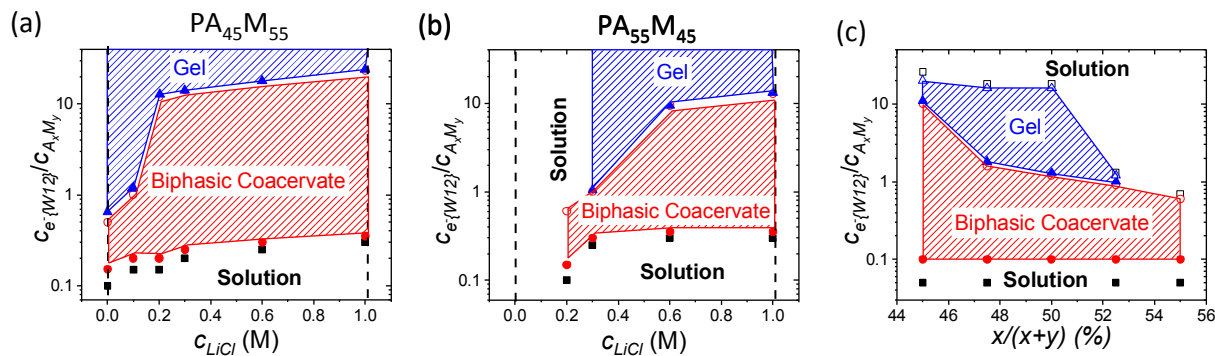 (a)
PA45M55
Gel
Biphasic Coacervate
Solution
10
1
0.1
0.0 0.2 0.4 0.6 0.8 1.0
cLiCl (M)
ce-{W12}/cAxMy
(b)
PA55M45
Solution
Gel
Biphasic Coacervate
Solution
10
1
0.1
0.0 0.2 0.4 0.6 0.8 1.0
cLiCl (M)
ce-{W12}/cAxMy
(c)
Solution
Gel
Biphasic Coacervate
Solution
10
1
0.1
44 46 48 50 52 54 56
x/(x+y) (%)
ce-{W12}/cAxMy